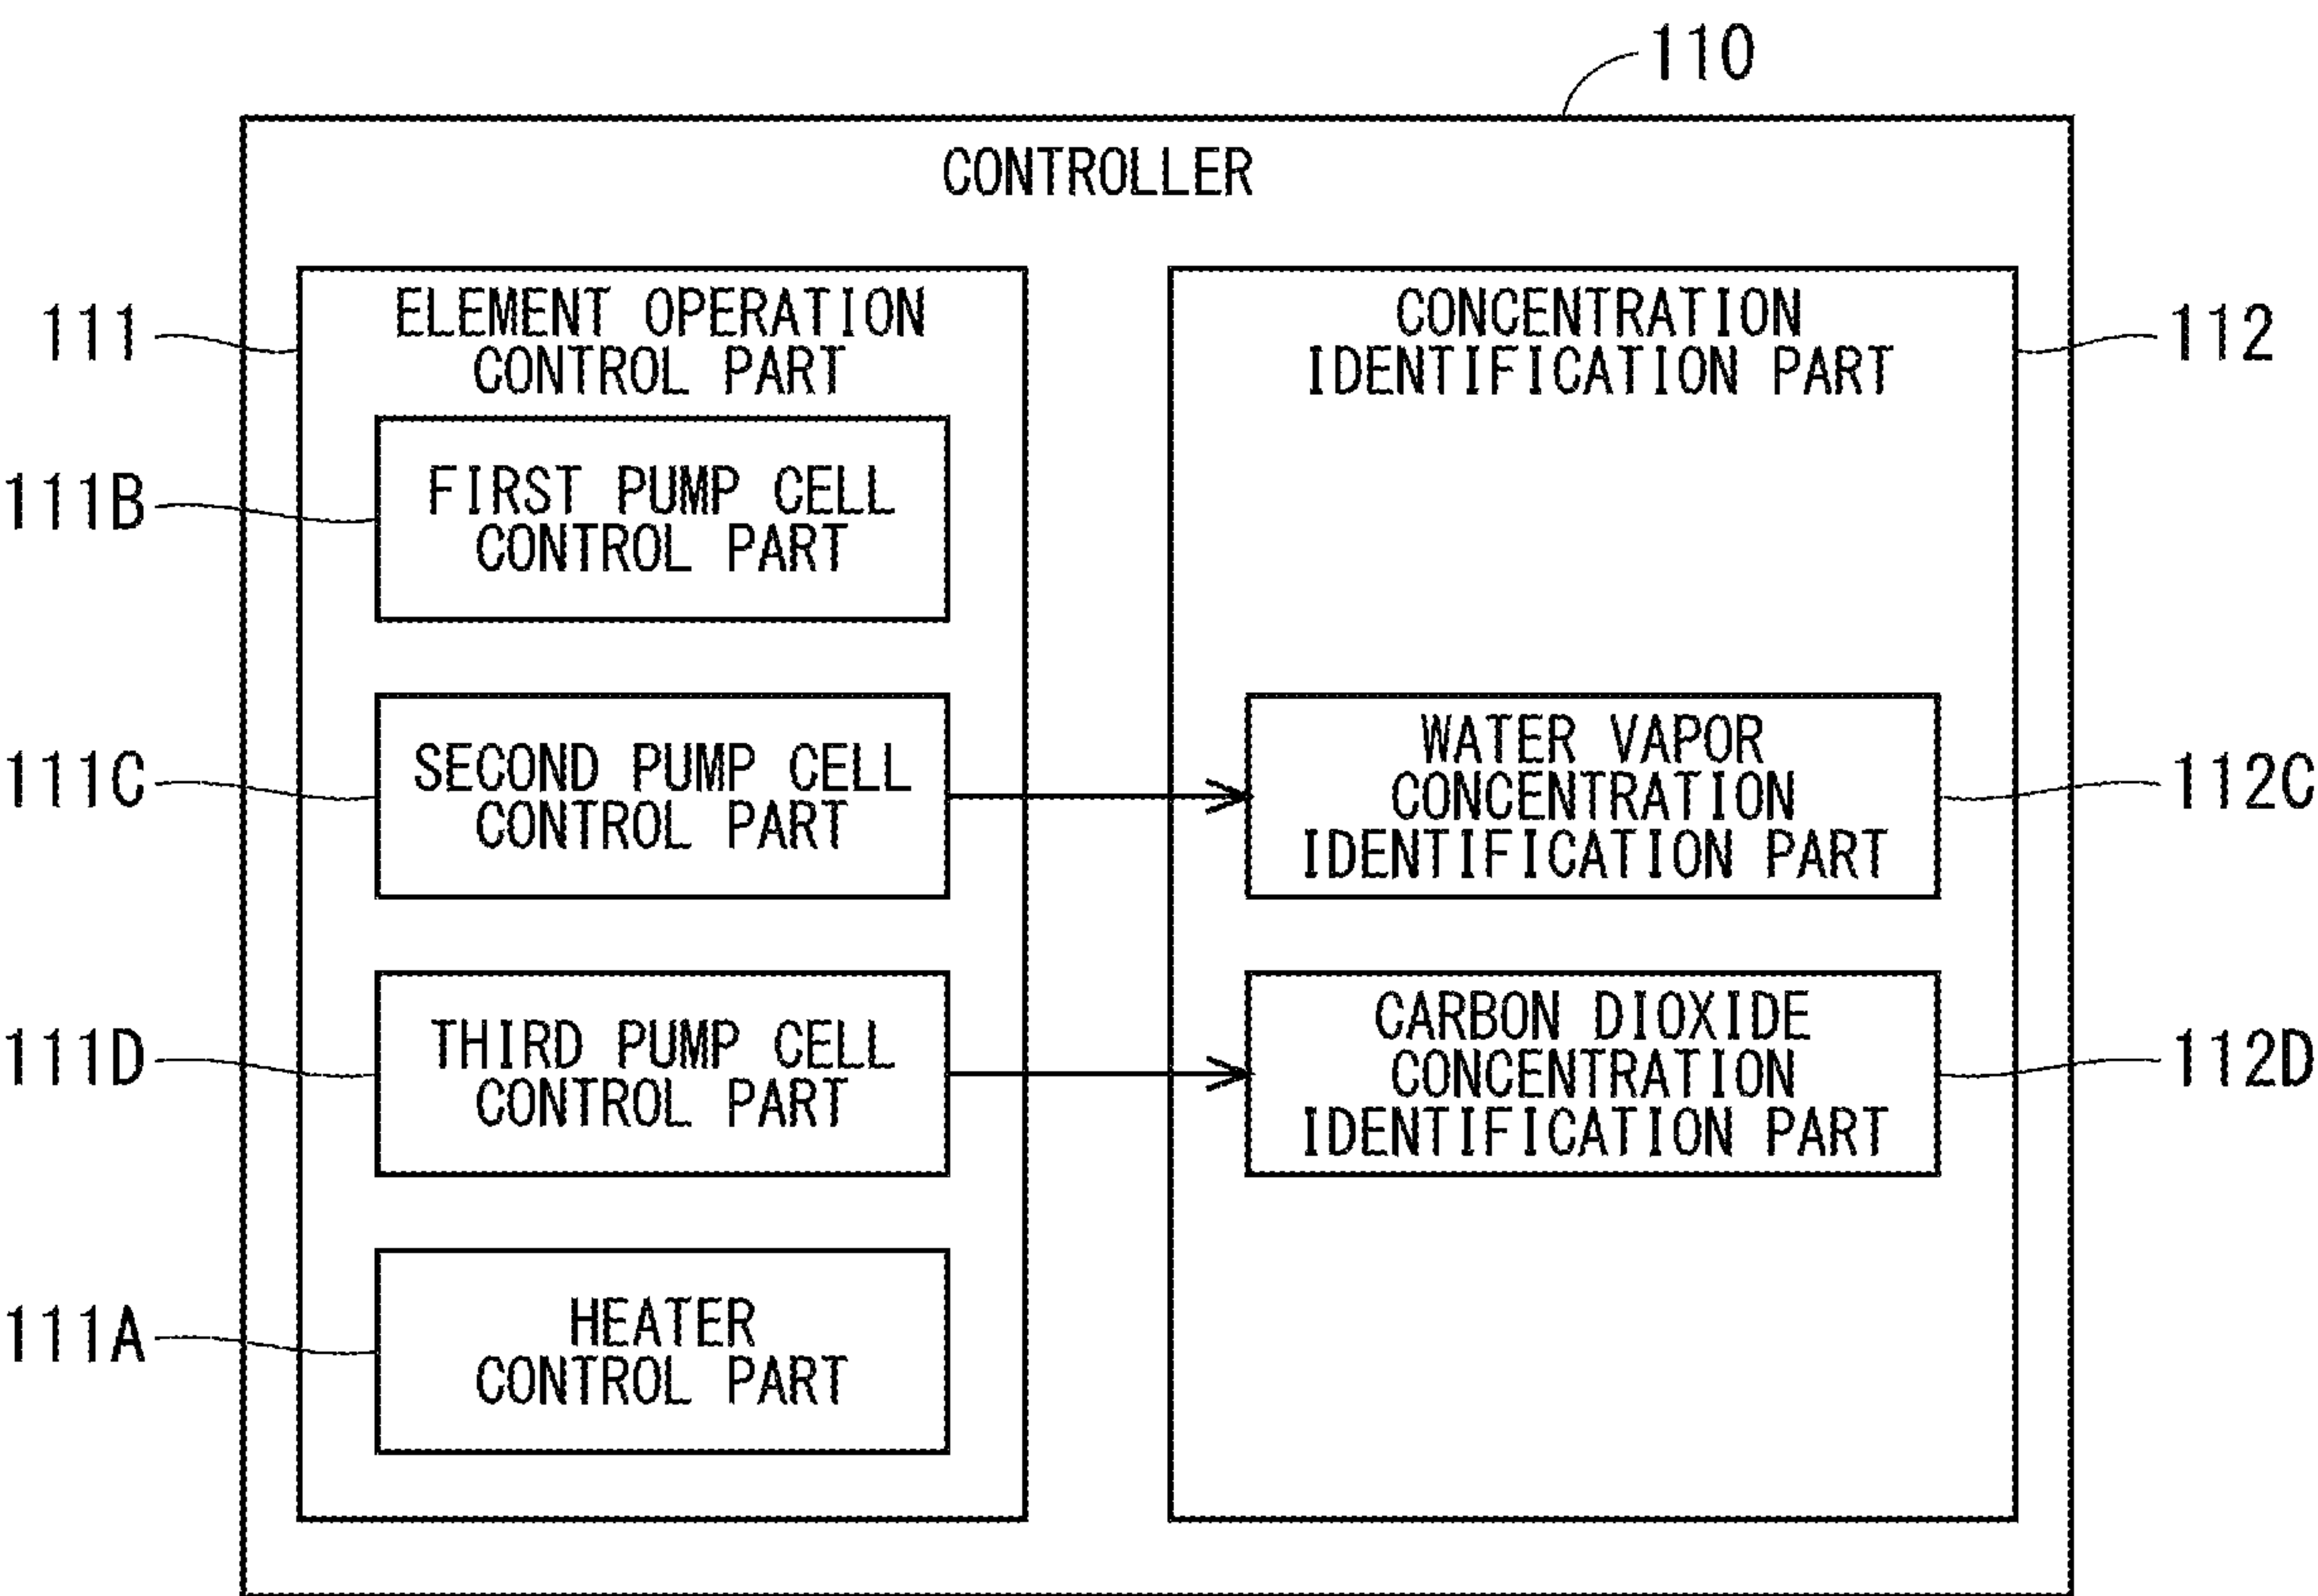 110
CONTROLLER
111
ELEMENT OPERATION
CONTROL PART
CONCENTRATION
IDENTIFICATION PART
112
111B
FIRST PUMP CELL
CONTROL PART
111C
SECOND PUMP CELL
CONTROL PART
WATER VAPOR
CONCENTRATION
IDENTIFICATION PART
112C
111D
THIRD PUMP CELL
CONTROL PART
CARBON DIOXIDE
CONCENTRATION
IDENTIFICATION PART
112D
111A
HEATER
CONTROL PART